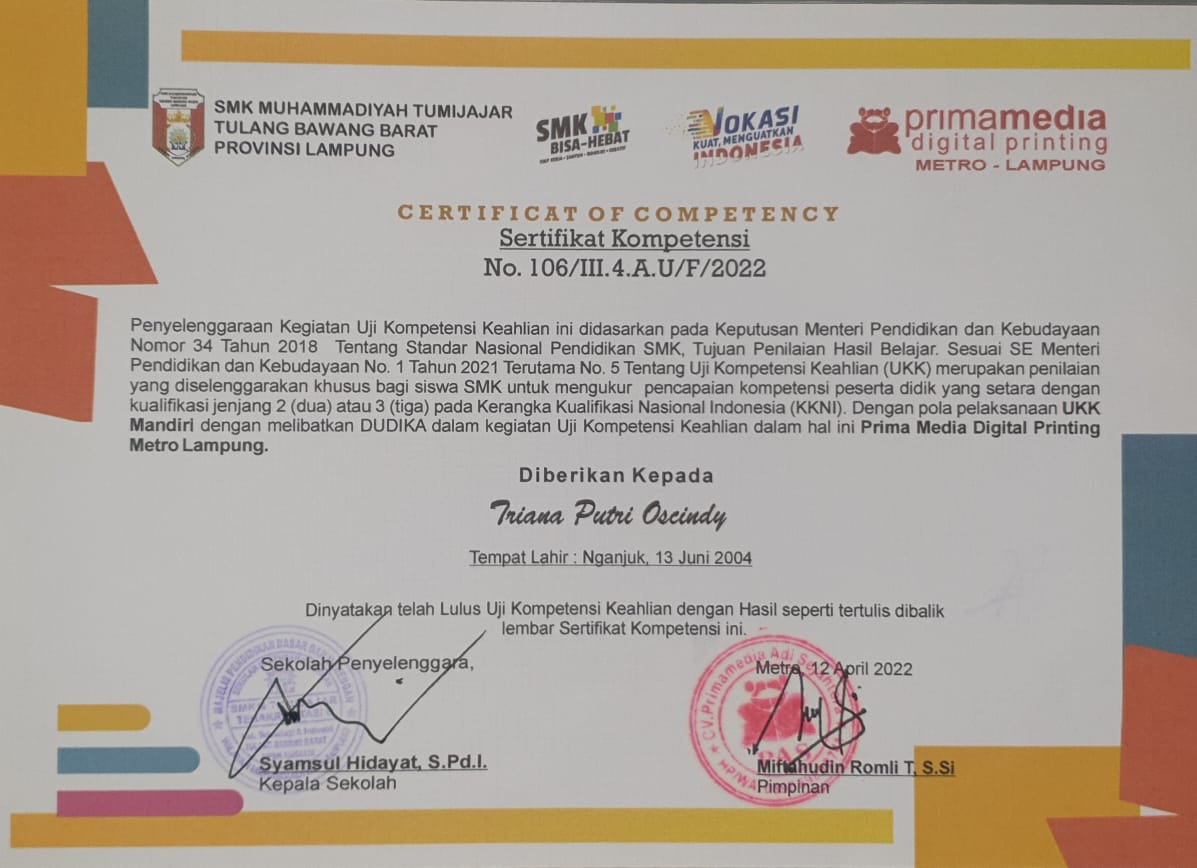 SMK MUHAMMADIYAH TUMIJAJAR
TULANG BAWANG BARAT
PROVINSI LAMPUNG
SMK
BISA-HEBAT
VOKASI
KUAT, MENGUATKAN
INDONESIA
primamedia
digital printing
METRO - LAMPUNG
CERTIFICAT OF COMPETENCY
Sertifikat Kompetensi
No. 106/III.4.A.U/F/2022
Penyelenggaraan Kegiatan Uji Kompetensi Keahlian ini didasarkan pada Keputusan Menteri Pendidikan dan Kebudayaan
Nomor 34 Tahun 2018 Tentang Standar Nasional Pendidikan SMK, Tujuan Penilaian Hasil Belajar. Sesuai SE Menteri
Pendidikan dan Kebudayaan No. 1 Tahun 2021 Terutama No. 5 Tentang Uji Kompetensi Keahlian (UKK) merupakan penilaian
yang diselenggarakan khusus bagi siswa SMK untuk mengukur pencapaian kompetensi peserta didik yang setara dengan
kualifikasi jenjang 2 (dua) atau 3 (tiga) pada Kerangka Kualifikasi Nasional Indonesia (KKNI). Dengan pola pelaksanaan UKK
Mandiri dengan melibatkan DUDIKA dalam kegiatan Uji Kompetensi Keahlian dalam hal ini Prima Media Digital Printing
Metro Lampung.
Diberikan Kepada
Triana Putri Oscindy
Tempat Lahir : Nganjuk, 13 Juni 2004
Dinyatakan telah Lulus Uji Kompetensi Keahlian dengan Hasil seperti tertulis dibalik
lembar Sertifikat Kompetensi ini.
Sekolah Penyelenggara,
Syamsul Hidayat, S.Pd.I.
Kepala Sekolah
Metro, 12 April 2022
CV.Primamedia Adi
Miftahudin Romli T, S.Si
Pimpinan